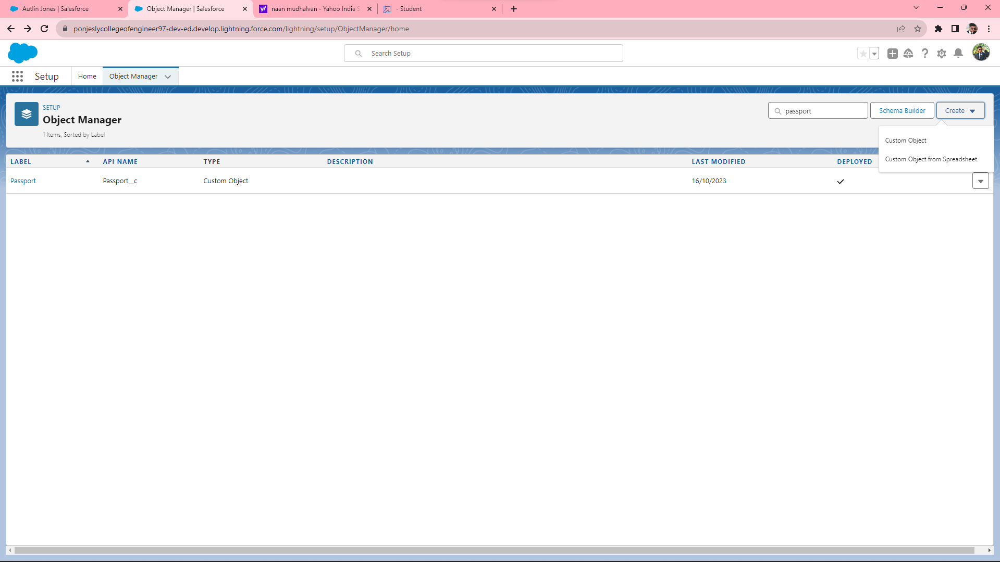 Autlin Jones | Salesforce
Object Manager | Salesforce
naan mudhalvan - Yahoo India S
- Student
ponjeslycollegeofengineer97-dev-ed.develop.lightning.force.com/lightning/setup/ObjectManager/home
Search Setup
Setup
Home
Object Manager
SETUP
Object Manager
1 Items, Sorted by Label
passport
Schema Builder
Create
Custom Object
Custom Object from Spreadsheet
LABEL
API NAME
TYPE
DESCRIPTION
LAST MODIFIED
DEPLOYED
Passport
Passport__c
Custom Object
16/10/2023